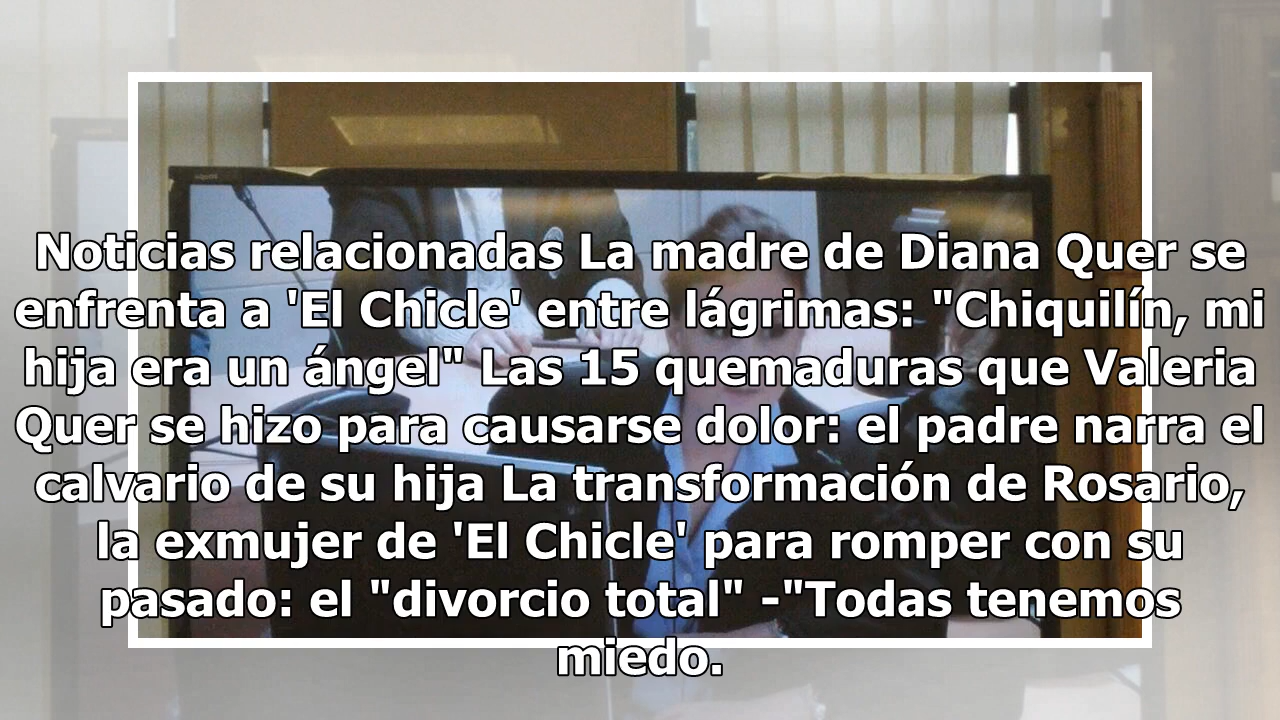 Noticias relacionadas La madre de Diana Quer se
enfrenta a 'El Chicle' entre lágrimas: "Chiquilín, mi
hija era un ángel" Las 15 quemaduras que Valeria
Quer se hizo para causarse dolor: el padre narra el
calvario de su hija La transformación de Rosario,
la exmujer de 'El Chicle' para romper con su
pasado: el "divorcio total" -"Todas tenemos
miedo.